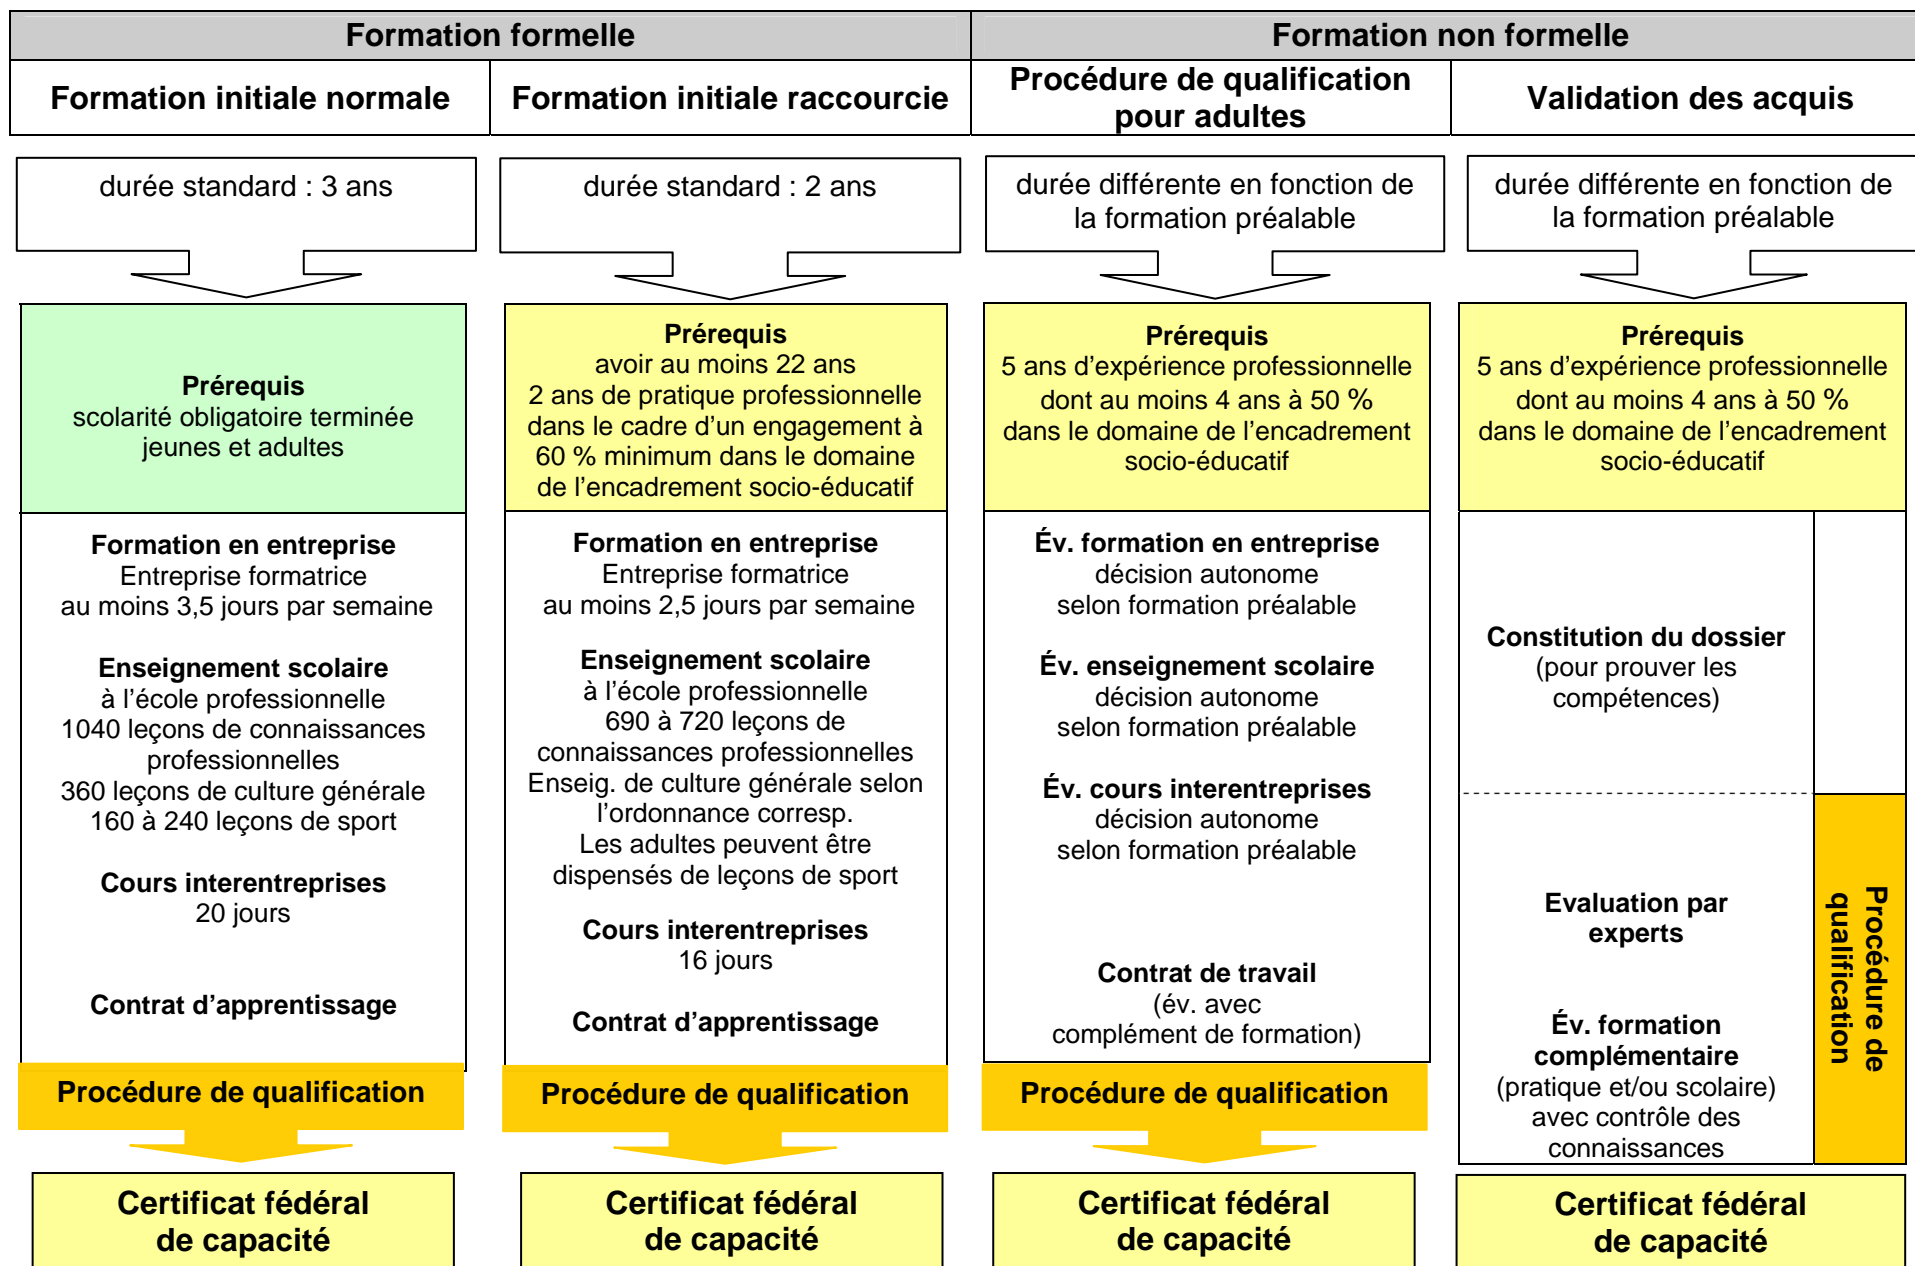 Formation formelle
Formation non formelle
Formation initiale normale
Formation initiale raccourcie
Procédure de qualification
pour adultes
Validation des acquis
durée standard : 3 ans
durée standard : 2 ans
durée différente en fonction de
la formation préalable
durée différente en fonction de
la formation préalable
Prérequis
scolarité obligatoire terminée
jeunes et adultes
Formation en entreprise
Entreprise formatrice
au moins 3,5 jours par semaine
Enseignement scolaire
à l’école professionnelle
1040 leçons de connaissances
professionnelles
360 leçons de culture générale
160 à 240 leçons de sport
Cours interentreprises
20 jours
Contrat d’apprentissage
Procédure de qualification
Certificat fédéral
de capacité
Prérequis
avoir au moins 22 ans
2 ans de pratique professionnelle
dans le cadre d’un engagement à
60 % minimum dans le domaine
de l’encadrement socio-éducatif
Formation en entreprise
Entreprise formatrice
au moins 2,5 jours par semaine
Enseignement scolaire
à l’école professionnelle
690 à 720 leçons de
connaissances professionnelles
Enseig. de culture générale selon
l’ordonnance corresp.
Les adultes peuvent être
dispensés de leçons de sport
Cours interentreprises
16 jours
Contrat d’apprentissage
Procédure de qualification
Certificat fédéral
de capacité
Prérequis
5 ans d’expérience professionnelle
dont au moins 4 ans à 50 %
dans le domaine de l’encadrement
socio-éducatif
Év. formation en entreprise
décision autonome
selon formation préalable
Év. enseignement scolaire
décision autonome
selon formation préalable
Év. cours interentreprises
décision autonome
selon formation préalable
Contrat de travail
(év. avec
complément de formation)
Procédure de qualification
Certificat fédéral
de capacité
Prérequis
5 ans d’expérience professionnelle
dont au moins 4 ans à 50 %
dans le domaine de l’encadrement
socio-éducatif
Constitution du dossier
(pour prouver les
compétences)
Evaluation par
experts
Év. formation
complémentaire
(pratique et/ou scolaire)
avec contrôle des
connaissances
Procédure de
qualification
Certificat fédéral
de capacité